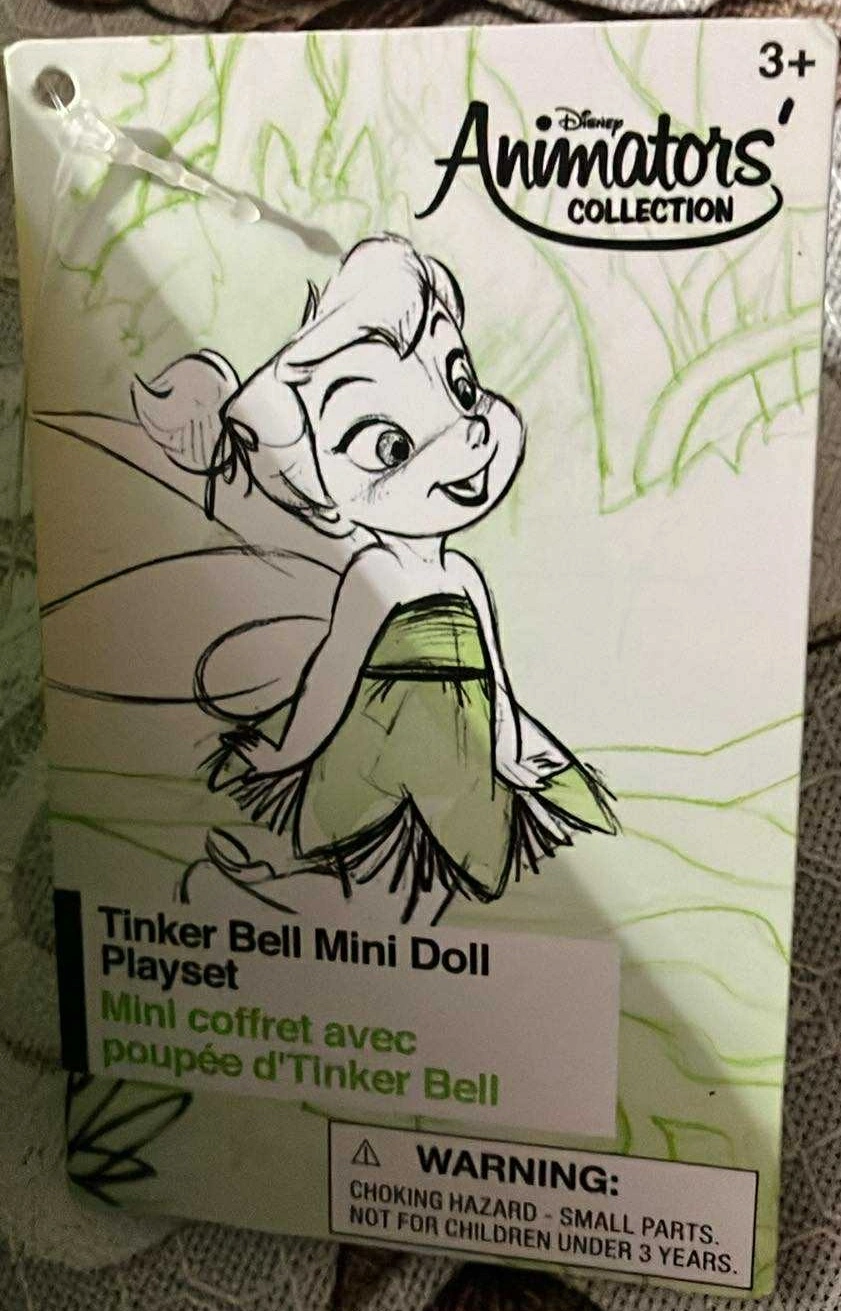 3+
Disney
Animators'
COLLECTION
Tinker Bell Mini Doll
Playset
Mini coffret avec
poupée d'Tinker Bell
⚠ WARNING:
CHOKING HAZARD - SMALL PARTS.
NOT FOR CHILDREN UNDER 3 YEARS.